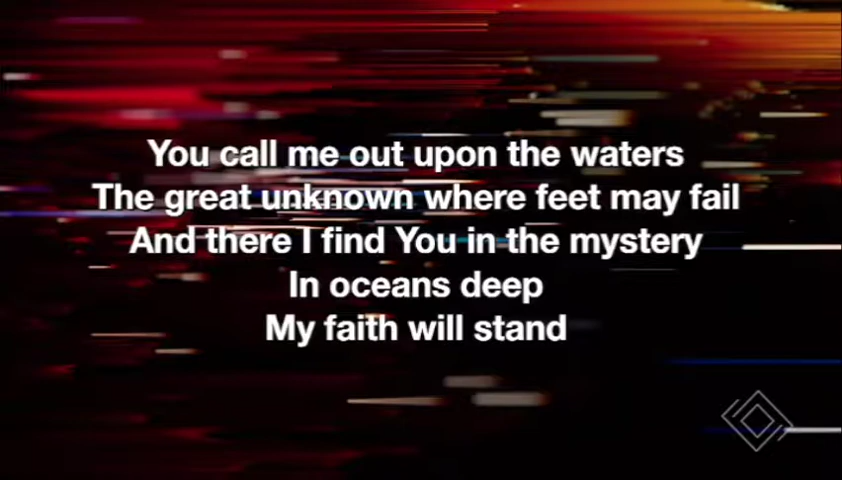 You call me out upon the waters
The great unknown where feet may fail
And there I find You in the mystery
In oceans deep
My faith will stand